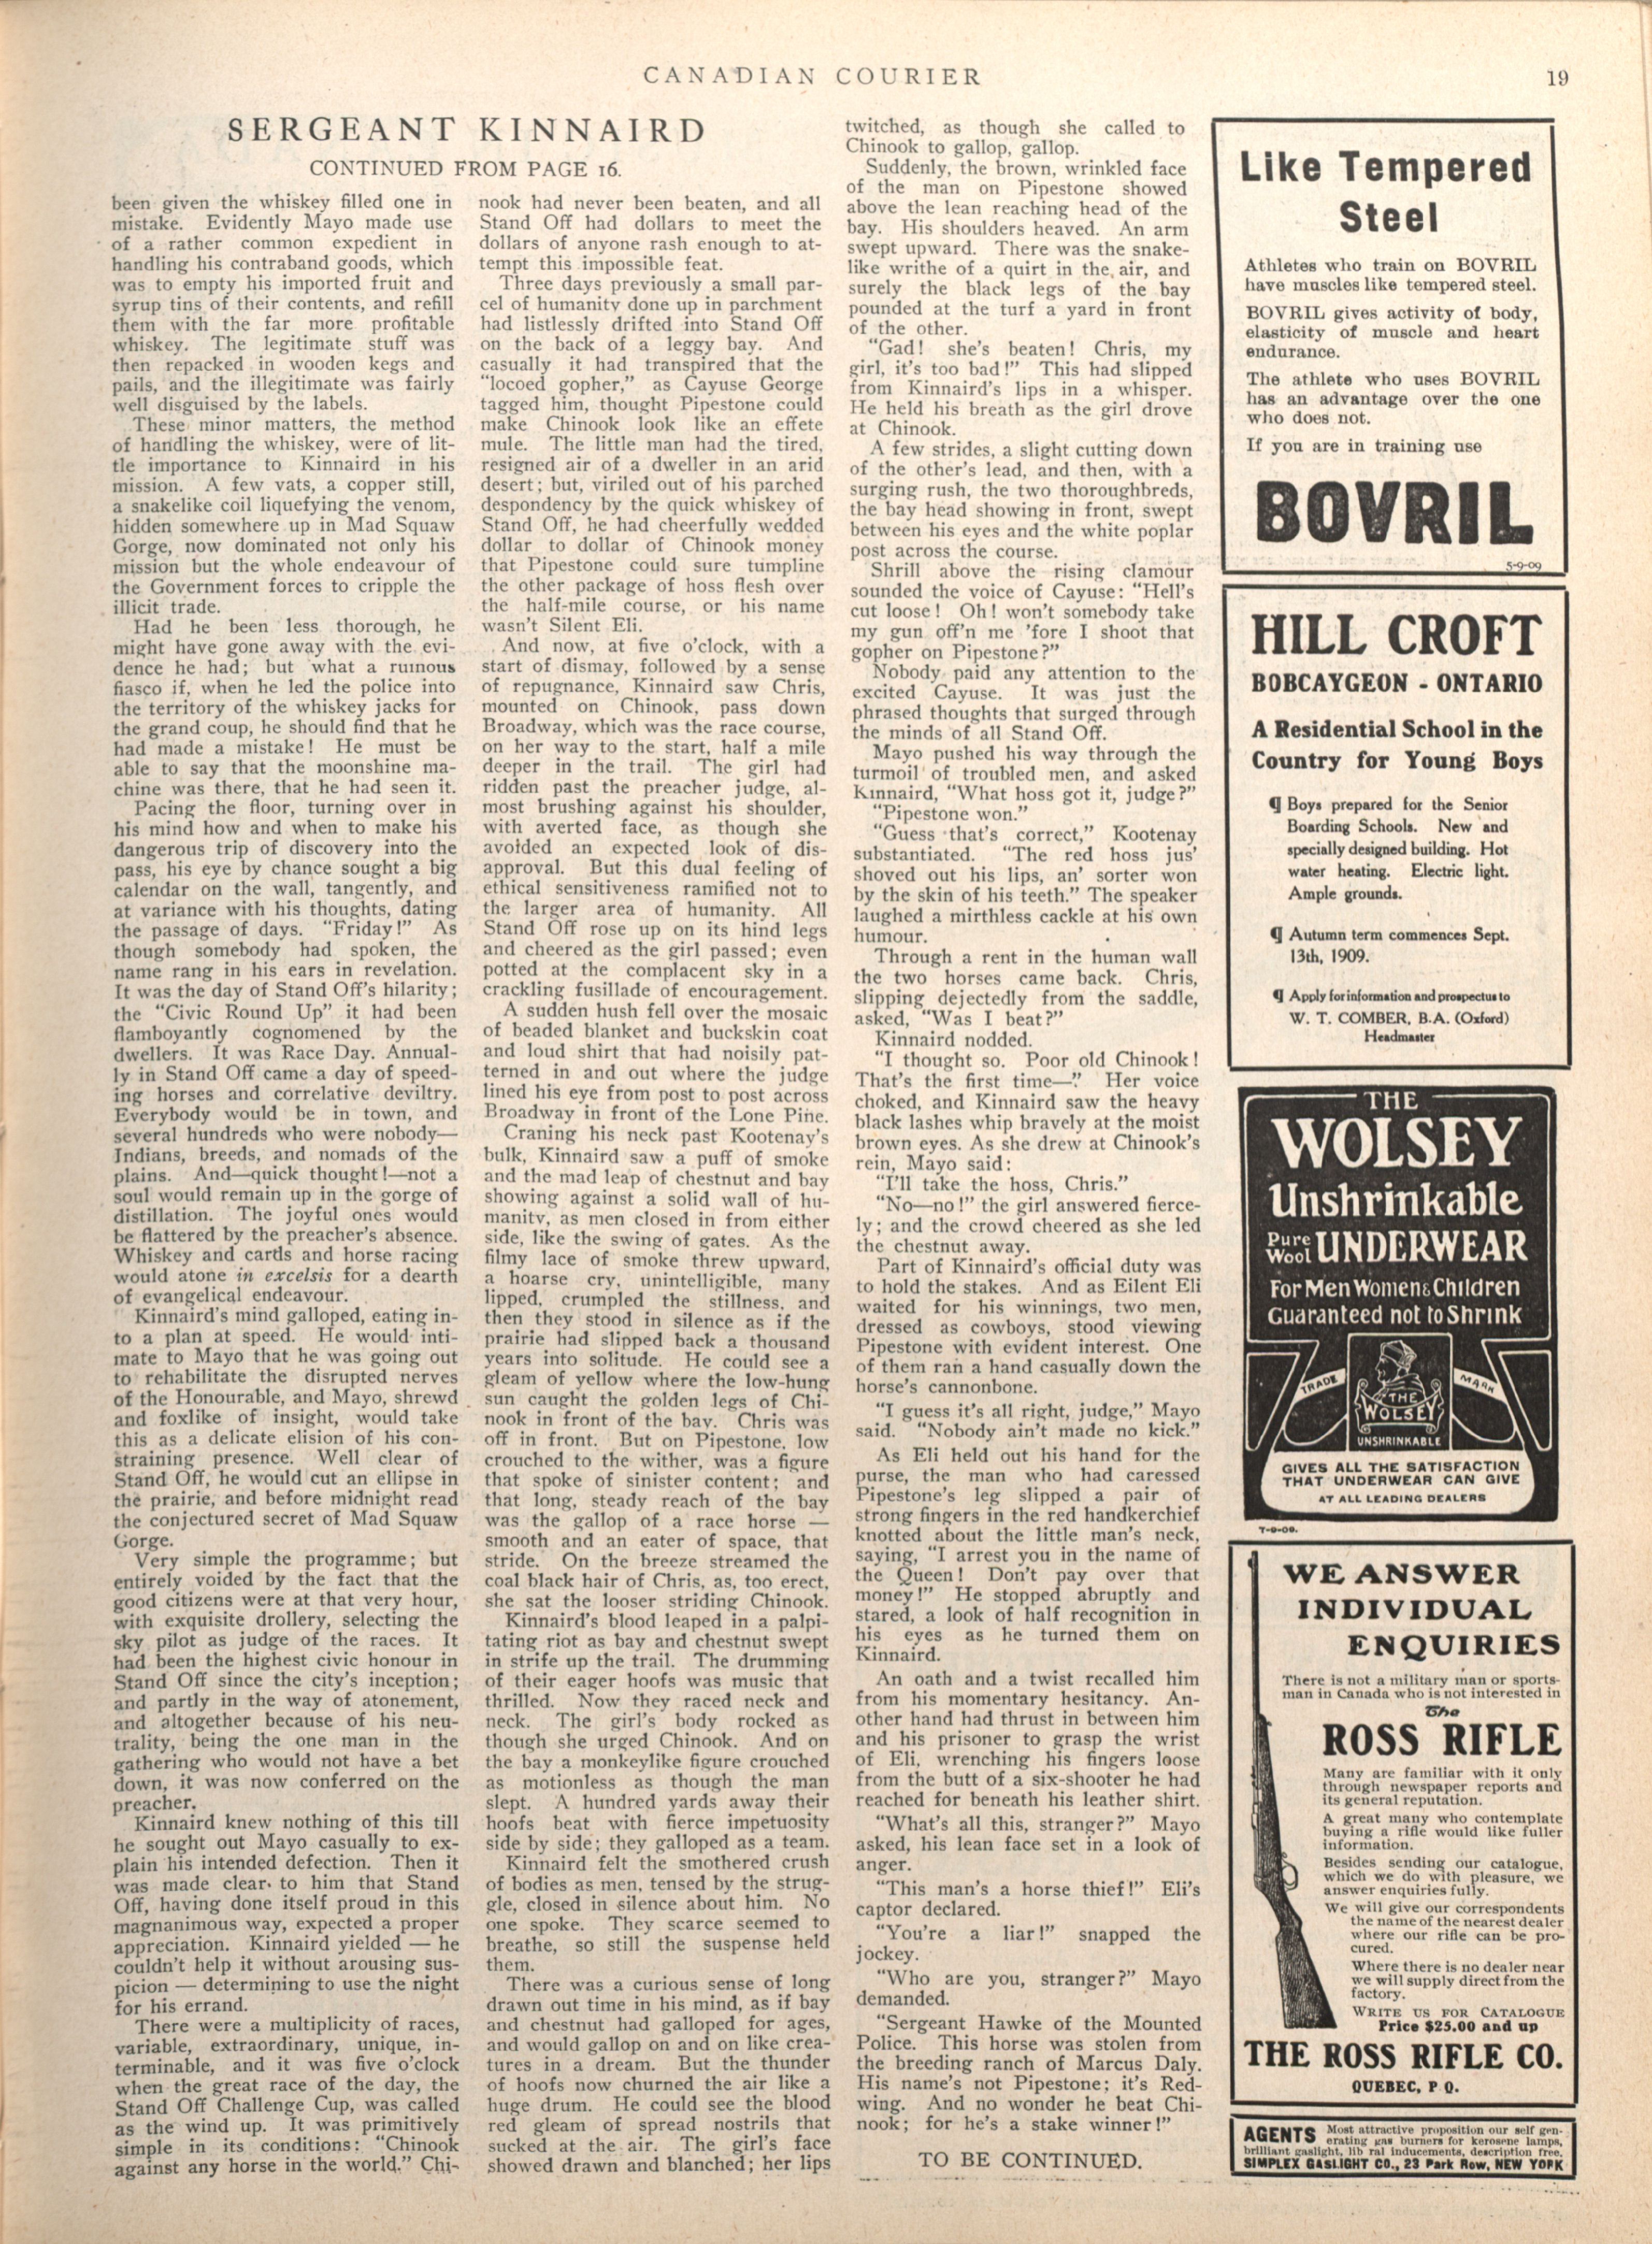 CANADIAN COURIER
19
SERGEANT KINNAIRD
CONTINUED FROM PAGE 16.
been given the whiskey filled one in
mistake. Evidently Mayo made use
of a rather common expedient in
handling his contraband goods, which
was to empty his imported fruit and
syrup tins of their contents, and refill
them with the far more profitable
whiskey. The legitimate stuff was
then repacked in wooden kegs and
pails, and the illegitimate was fairly
well disguised by the labels.
These minor matters, the method
of handling the whiskey, were of lit-
tle importance to Kinnaird in his
mission. A few vats, a copper still,
a snakelike coil liquefying the venom,
hidden somewhere up in Mad Squaw
Gorge, now dominated not only his
mission but the whole endeavour of
the Government forces to cripple the
illicit trade.
Had he been less thorough, he
might have gone away with the evi-
dence he had; but what a ruinous
fiasco if, when he led the police into
the territory of the whiskey jacks for
the grand coup, he should find that he
had made a mistake! He must be
able to say that the moonshine ma-
chine was there, that he had seen it.
Pacing the floor, turning over in
his mind how and when to make his
dangerous trip of discovery into the
pass, his eye by chance sought a big
calendar on the wall, tangently, and
at variance with his thoughts, dating
the passage of days. "Friday!" As
though somebody had spoken, the
name rang in his ears in revelation.
It was the day of Stand Off's hilarity;
the "Civic Round Up" it had been
flamboyantly cognomened by the
dwellers. It was Race Day. Annual-
ly in Stand Off came a day of speed-
ing horses and correlative deviltry.
Everybody would be in town, and
several hundreds who were nobody—
Indians, breeds, and nomads of the
plains. And—quick thought!—not a
soul would remain up in the gorge of
distillation. The joyful ones would
be flattered by the preacher's absence.
Whiskey and cards and horse racing
would atone in excelsis for a dearth
of evangelical endeavour.
Kinnaird's mind galloped, eating in-
to a plan at speed. He would inti-
mate to Mayo that he was going out
to rehabilitate the disrupted nerves
of the Honourable, and Mayo, shrewd
and foxlike of insight, would take
this as a delicate elision of his con-
straining presence. Well clear of
Stand Off, he would cut an ellipse in
the prairie, and before midnight read
the conjectured secret of Mad Squaw
Gorge.
Very simple the programme; but
entirely voided by the fact that the
good citizens were at that very hour,
with exquisite drollery, selecting the
sky pilot as judge of the races. It
had been the highest civic honour in
Stand Off since the city's inception;
and partly in the way of atonement,
and altogether because of his neu-
trality, being the one man in the
gathering who would not have a bet
down, it was now conferred on the
preacher.
Kinnaird knew nothing of this till
he sought out Mayo casually to ex-
plain his intended defection. Then it
was made clear to him that Stand
Off, having done itself proud in this
magnanimous way, expected a proper
appreciation. Kinnaird yielded — he
couldn't help it without arousing sus-
picion — determining to use the night
for his errand.
There were a multiplicity of races,
variable, extraordinary, unique, in-
terminable, and it was five o'clock
when the great race of the day, the
Stand Off Challenge Cup, was called
as the wind up. It was primitively
simple in its conditions: "Chinook
against any horse in the world." Chi-
nook had never been beaten, and all
Stand Off had dollars to meet the
dollars of anyone rash enough to at-
tempt this impossible feat.
Three days previously a small par-
cel of humanity done up in parchment
had listlessly drifted into Stand Off
on the back of a leggy bay. And
casually it had transpired that the
"locoed gopher," as Cayuse George
tagged him, thought Pipestone could
make Chinook look like an effete
mule. The little man had the tired,
resigned air of a dweller in an arid
desert; but, viriled out of his parched
despondency by the quick whiskey of
Stand Off, he had cheerfully wedded
dollar to dollar of Chinook money
that Pipestone could sure tumpline
the other package of hoss flesh over
the half-mile course, or his name
wasn't Silent Eli.
And now, at five o'clock, with a
start of dismay, followed by a sense
of repugnance, Kinnaird saw Chris,
mounted on Chinook, pass down
Broadway, which was the race course,
on her way to the start, half a mile
deeper in the trail. The girl had
ridden past the preacher judge, al-
most brushing against his shoulder,
with averted face, as though she
avoided an expected look of dis-
approval. But this dual feeling of
ethical sensitiveness ramified not to
the larger area of humanity. All
Stand Off rose up on its hind legs
and cheered as the girl passed; even
potted at the complacent sky in a
crackling fusillade of encouragement.
A sudden hush fell over the mosaic
of beaded blanket and buckskin coat
and loud shirt that had noisily pat-
terned in and out where the judge
lined his eye from post to post across
Broadway in front of the Lone Pine.
Craning his neck past Kootenay's
bulk, Kinnaird saw a puff of smoke
and the mad leap of chestnut and bay
showing against a solid wall of hu-
manity, as men closed in from either
side, like the swing of gates. As the
filmy lace of smoke threw upward,
a hoarse cry, unintelligible, many
lipped, crumpled the stillness, and
then they stood in silence as if the
prairie had slipped back a thousand
years into solitude. He could see a
gleam of yellow where the low-hung
sun caught the golden legs of Chi-
nook in front of the bay. Chris was
off in front. But on Pipestone, low
crouched to the wither, was a figure
that spoke of sinister content; and
that long, steady reach of the bay
was the gallop of a race horse —
smooth and an eater of space, that
stride. On the breeze streamed the
coal black hair of Chris, as, too erect,
she sat the looser striding Chinook.
Kinnaird's blood leaped in a palpi-
tating riot as bay and chestnut swept
in strife up the trail. The drumming
of their eager hoofs was music that
thrilled. Now they raced neck and
neck. The girl's body rocked as
though she urged Chinook. And on
the bay a monkeylike figure crouched
as motionless as though the man
slept. A hundred yards away their
hoofs beat with fierce impetuosity
side by side; they galloped as a team.
Kinnaird felt the smothered crush
of bodies as men, tensed by the strug-
gle, closed in silence about him. No
one spoke. They scarce seemed to
breathe, so still the suspense held
them.
There was a curious sense of long
drawn out time in his mind, as if bay
and chestnut had galloped for ages,
and would gallop on and on like crea-
tures in a dream. But the thunder
of hoofs now churned the air like a
huge drum. He could see the blood
red gleam of spread nostrils that
sucked at the air. The girl's face
showed drawn and blanched; her lips
twitched, as though she called to
Chinook to gallop, gallop.
Suddenly, the brown, wrinkled face
of the man on Pipestone showed
above the lean reaching head of the
bay. His shoulders heaved. An arm
swept upward. There was the snake-
like writhe of a quirt in the air, and
surely the black legs of the bay
pounded at the turf a yard in front
of the other.
"Gad! she's beaten! Chris, my
girl, it's too bad!" This had slipped
from Kinnaird's lips in a whisper.
He held his breath as the girl drove
at Chinook.
A few strides, a slight cutting down
of the other's lead, and then, with a
surging rush, the two thoroughbreds,
the bay head showing in front, swept
between his eyes and the white poplar
post across the course.
Shrill above the rising clamour
sounded the voice of Cayuse: "Hell's
cut loose! Oh! won't somebody take
my gun off'n me 'fore I shoot that
gopher on Pipestone?"
Nobody paid any attention to the
excited Cayuse. It was just the
phrased thoughts that surged through
the minds of all Stand Off.
Mayo pushed his way through the
turmoil of troubled men, and asked
Kinnaird, "What hoss got it, judge?"
"Pipestone won."
"Guess that's correct," Kootenay
substantiated. "The red hoss jus'
shoved out his lips, an' sorter won
by the skin of his teeth." The speaker
laughed a mirthless cackle at his own
humour.
Through a rent in the human wall
the two horses came back. Chris,
slipping dejectedly from the saddle,
asked, "Was I beat?"
Kinnaird nodded.
"I thought so. Poor old Chinook!
That's the first time—" Her voice
choked, and Kinnaird saw the heavy
black lashes whip bravely at the moist
brown eyes. As she drew at Chinook's
rein, Mayo said:
"I'll take the hoss, Chris."
"No—no!" the girl answered fierce-
ly; and the crowd cheered as she led
the chestnut away.
Part of Kinnaird's official duty was
to hold the stakes. And as Eilent Eli
waited for his winnings, two men,
dressed as cowboys, stood viewing
Pipestone with evident interest. One
of them ran a hand casually down the
horse's cannonbone.
"I guess it's all right, judge," Mayo
said. "Nobody ain't made no kick."
As Eli held out his hand for the
purse, the man who had caressed
Pipestone's leg slipped a pair of
strong fingers in the red handkerchief
knotted about the little man's neck,
saying, "I arrest you in the name of
the Queen! Don't pay over that
money!" He stopped abruptly and
stared, a look of half recognition in
his eyes as he turned them on
Kinnaird.
An oath and a twist recalled him
from his momentary hesitancy. An-
other hand had thrust in between him
and his prisoner to grasp the wrist
of Eli, wrenching his fingers loose
from the butt of a six-shooter he had
reached for beneath his leather shirt.
"What's all this, stranger?" Mayo
asked, his lean face set in a look of
anger.
"This man's a horse thief!" Eli's
captor declared.
"You're a liar!" snapped the
jockey.
"Who are you, stranger?" Mayo
demanded.
"Sergeant Hawke of the Mounted
Police. This horse was stolen from
the breeding ranch of Marcus Daly.
His name's not Pipestone; it's Red-
wing. And no wonder he beat Chi-
nook; for he's a stake winner!"
TO BE CONTINUED.
Like Tempered
Steel
Athletes who train on BOVRIL
have muscles like tempered steel.
BOVRIL gives activity of body,
elasticity of muscle and heart
endurance.
The athlete who uses BOVRIL
has an advantage over the one
who does not.
If you are in training use
BOVRIL
5-9-09
HILL CROFT
BOBCAYGEON - ONTARIO
A Residential School in the
Country for Young Boys
¶ Boys prepared for the Senior
Boarding Schools. New and
specially designed building. Hot
water heating. Electric light.
Ample grounds.
¶ Autumn term commences Sept.
13th, 1909.
¶ Apply for information and prospectus to
W. T. COMBER, B.A. (Oxford)
Headmaster
THE
WOLSEY
Unshrinkable
Pure Wool UNDERWEAR
For Men Women & Children
Guaranteed not to Shrink
TRADE MARK
THE
WOLSEY
UNSHRINKABLE
GIVES ALL THE SATISFACTION
THAT UNDERWEAR CAN GIVE
AT ALL LEADING DEALERS
7-9-09.
WE ANSWER
INDIVIDUAL
ENQUIRIES
There is not a military man or sports-
man in Canada who is not interested in
The
ROSS RIFLE
Many are familiar with it only
through newspaper reports and
its general reputation.
A great many who contemplate
buying a rifle would like fuller
information.
Besides sending our catalogue,
which we do with pleasure, we
answer enquiries fully.
We will give our correspondents
the name of the nearest dealer
where our rifle can be pro-
cured.
Where there is no dealer near
we will supply direct from the
factory.
WRITE US FOR CATALOGUE
Price $25.00 and up
THE ROSS RIFLE CO.
QUEBEC, P Q.
AGENTS Most attractive proposition our self gen-
erating gas burners for kerosene lamps,
brilliant gaslight, lib ral inducements, description free.
SIMPLEX GASLIGHT CO., 23 Park Row, NEW YORK